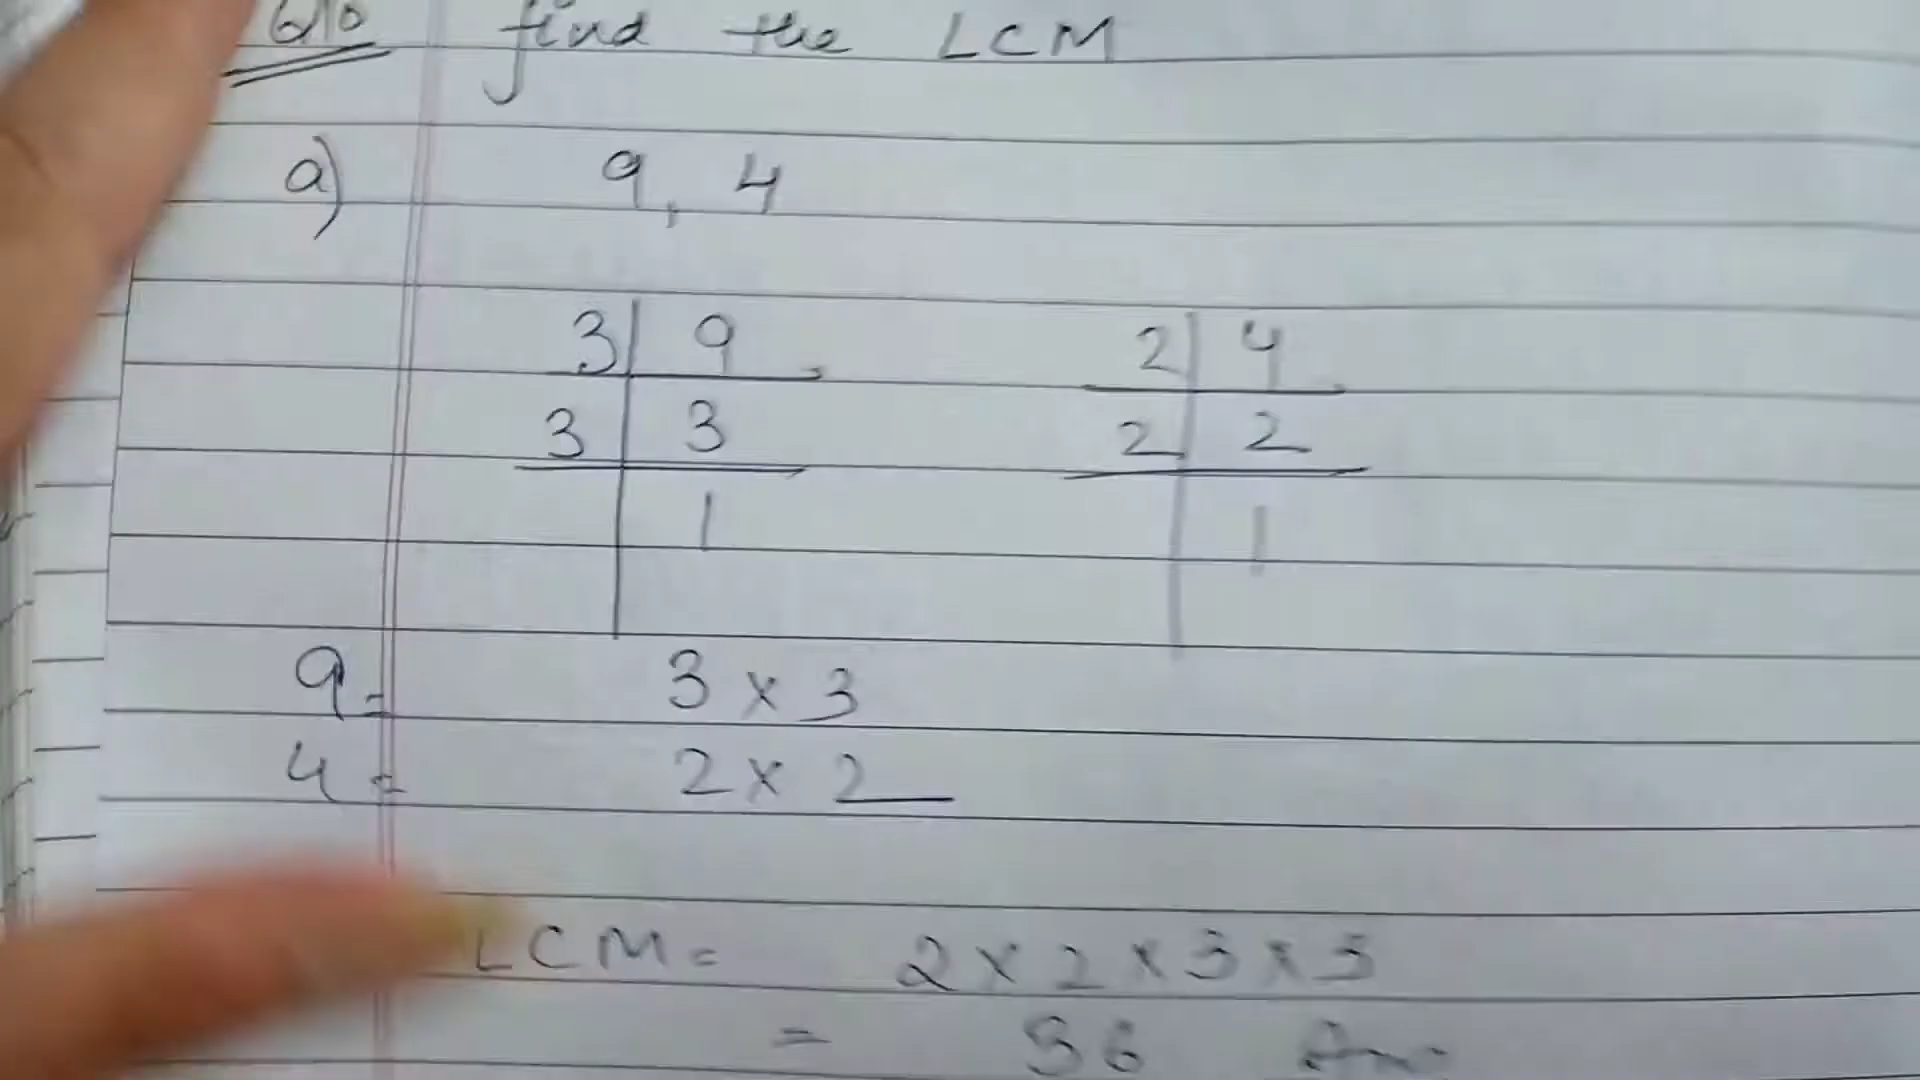 Q10 find the LCM
a) 9, 4
3 | 9 2 | 4
3 | 3 2 | 2
1 1
9 = 3 x 3
4 = 2 x 2
LCM = 2 x 2 x 3 x 3
= 36 Ans